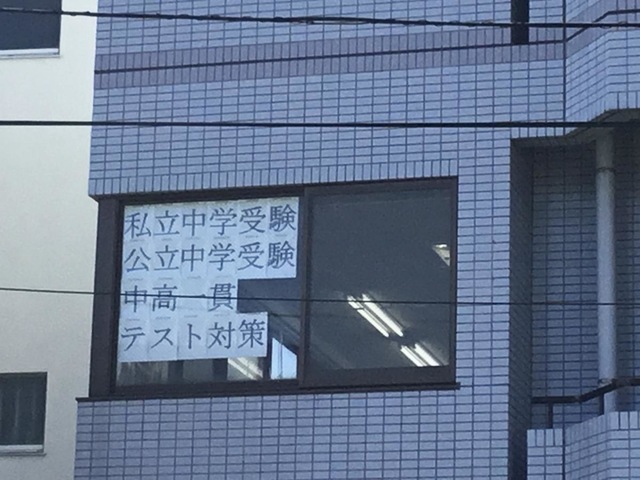 私立中学受験
公立中学受験
中高一貫
テスト対策